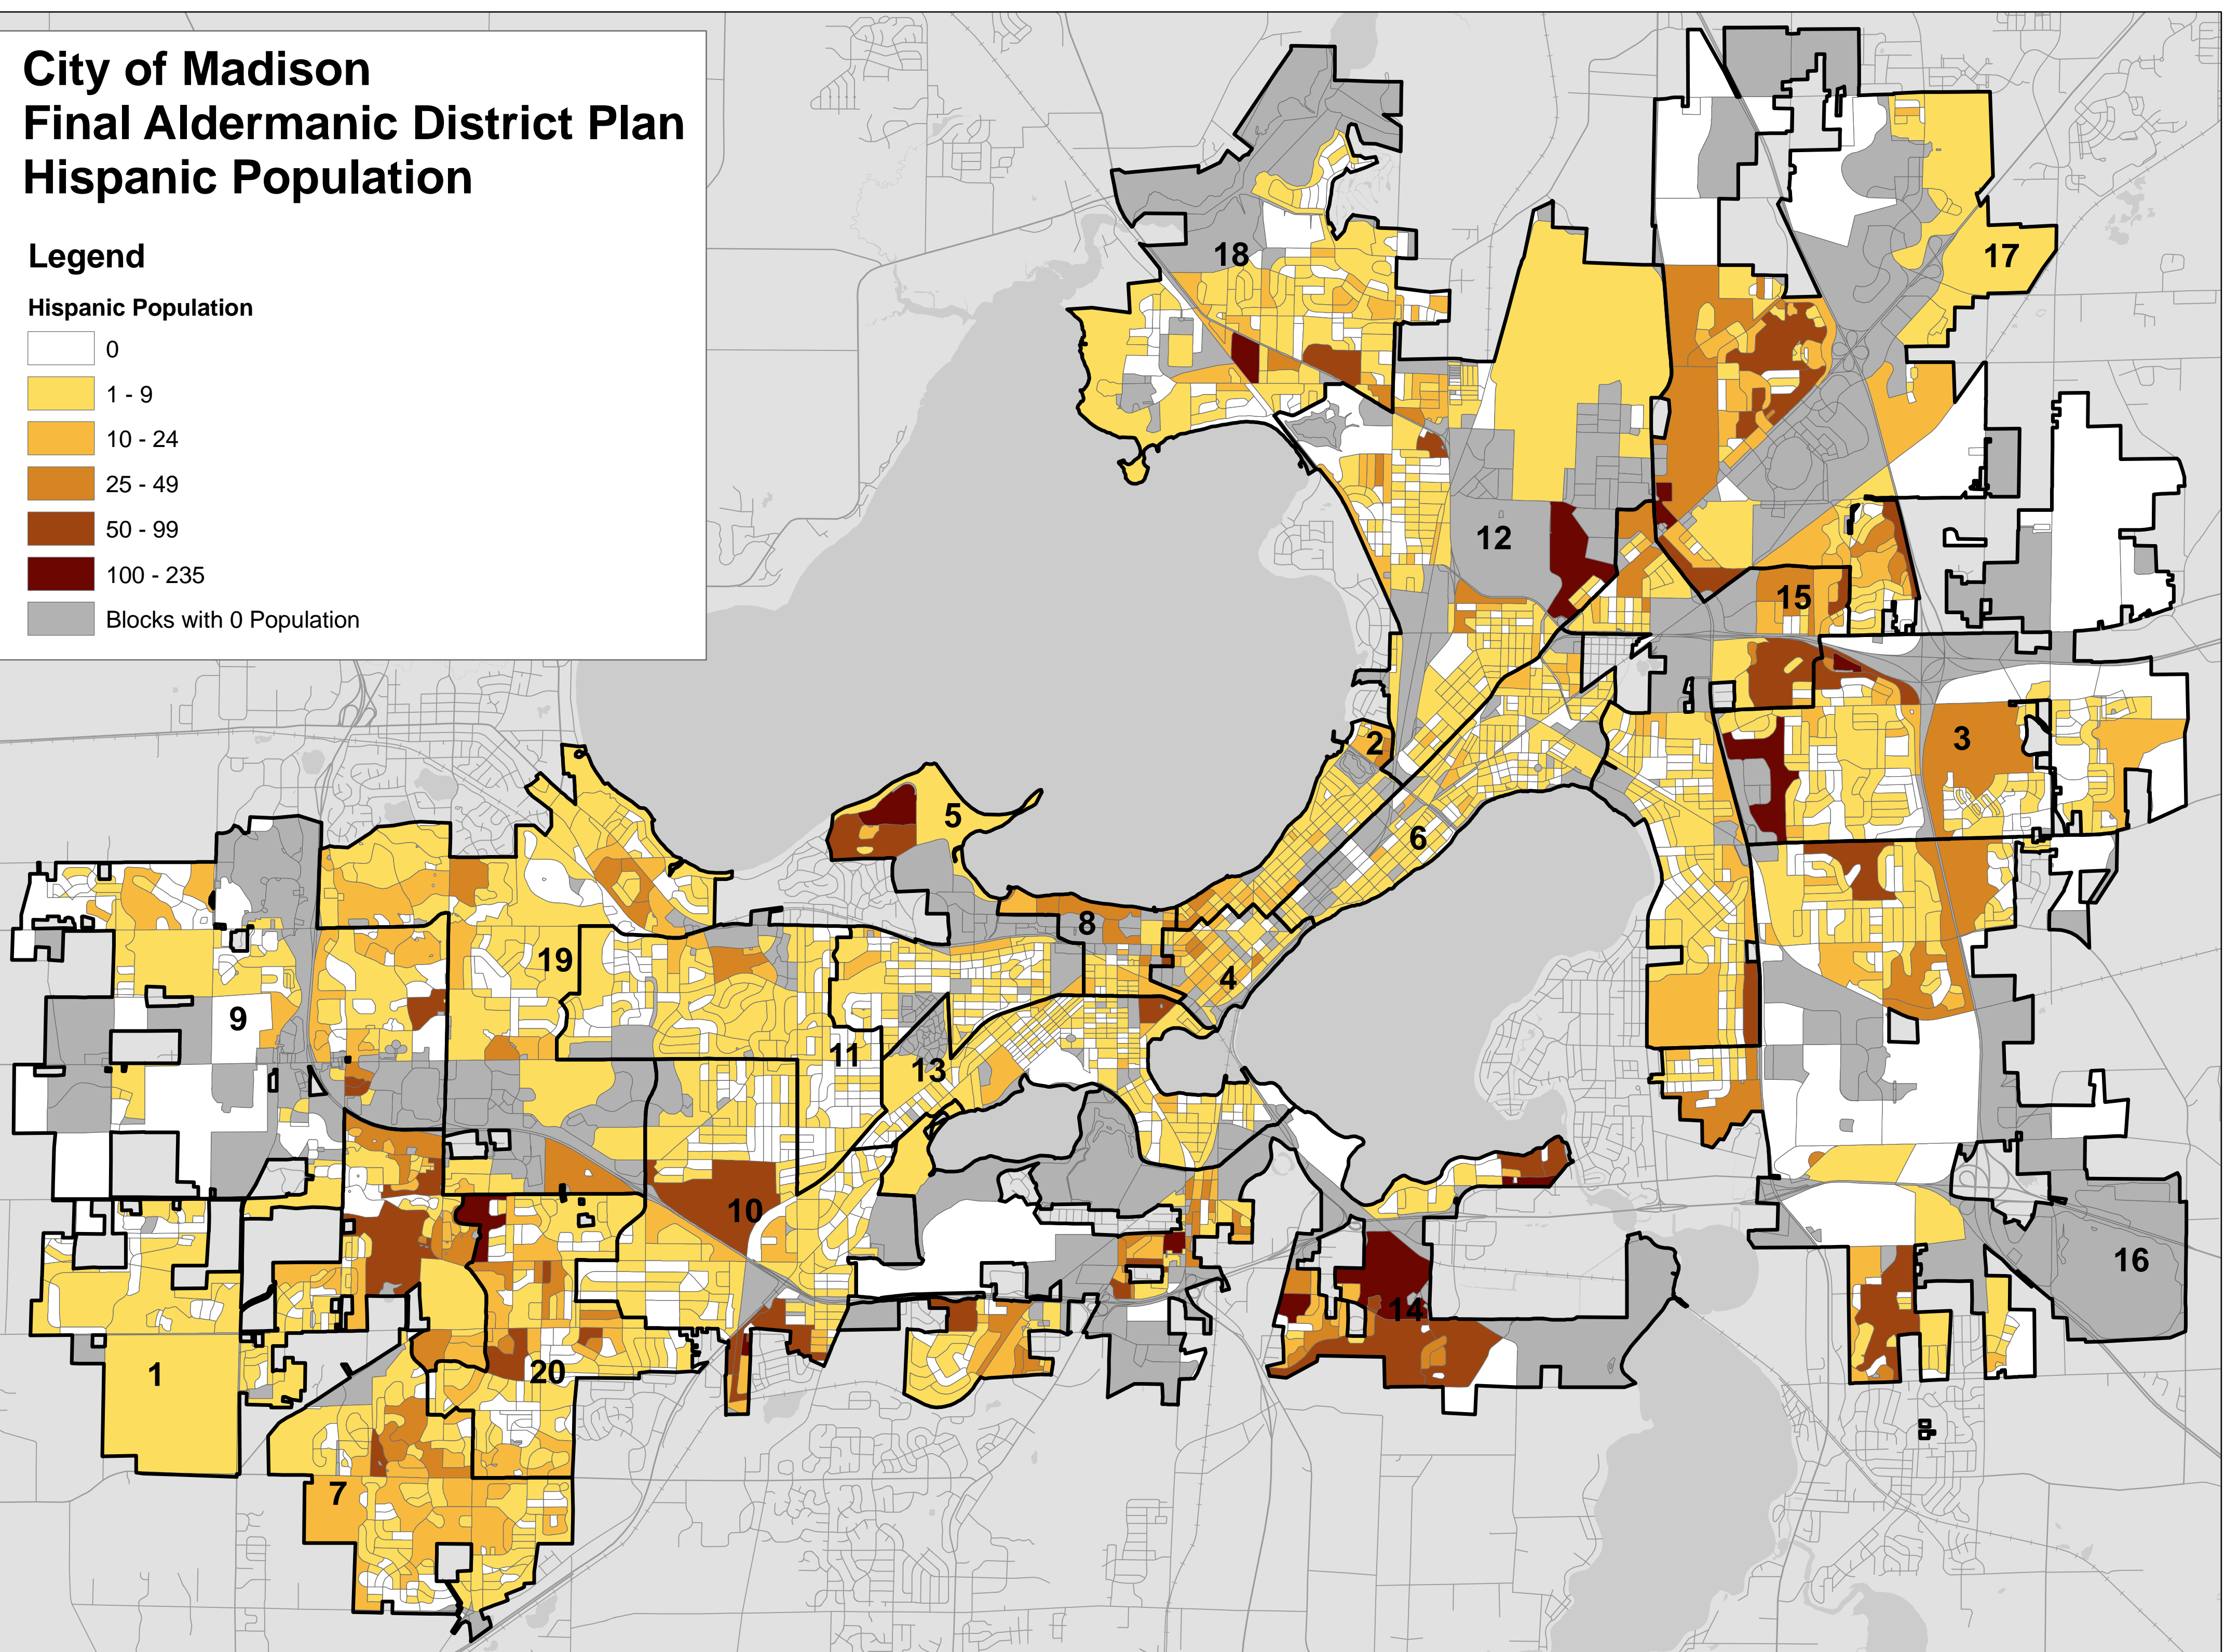 City of Madison
Final Aldermanic District Plan
Hispanic Population
Legend
Hispanic Population
0
1 - 9
10 - 24
25 - 49
50 - 99
100 - 235
Blocks with 0 Population
18
17
12
15
2
3
5
6
8
19
4
9
11
13
10
16
14
1
20
7